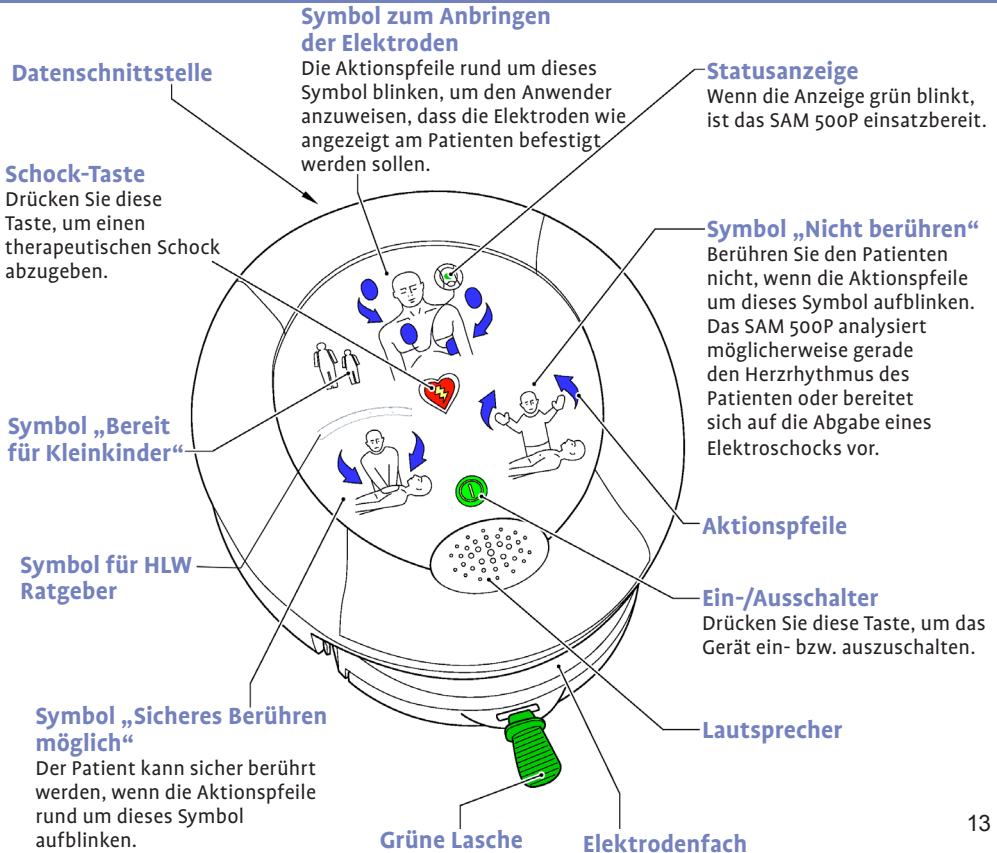 Symbol zum Anbringen
der Elektroden
Die Aktionspfeile rund um dieses
Symbol blinken, um den Anwender
anzuweisen, dass die Elektroden wie
angezeigt am Patienten befestigt
werden sollen.
Datenschnittstelle
Statusanzeige
Wenn die Anzeige grün blinkt,
ist das SAM 500P einsatzbereit.
Schock-Taste
Drücken Sie diese
Taste, um einen
therapeutischen Schock
abzugeben.
Symbol „Nicht berühren“
Berühren Sie den Patienten
nicht, wenn die Aktionspfeile
um dieses Symbol aufblinken.
Das SAM 500P analysiert
möglicherweise gerade
den Herzrhythmus des
Patienten oder bereitet
sich auf die Abgabe eines
Elektroschocks vor.
Symbol „Bereit
für Kleinkinder“
Aktionspfeile
Symbol für HLW
Ratgeber
Ein-/Ausschalter
Drücken Sie diese Taste, um das
Gerät ein- bzw. auszuschalten.
Symbol „Sicheres Berühren
möglich“
Der Patient kann sicher berührt
werden, wenn die Aktionspfeile
rund um dieses Symbol
aufblinken.
Lautsprecher
Grüne Lasche
Elektrodenfach
13